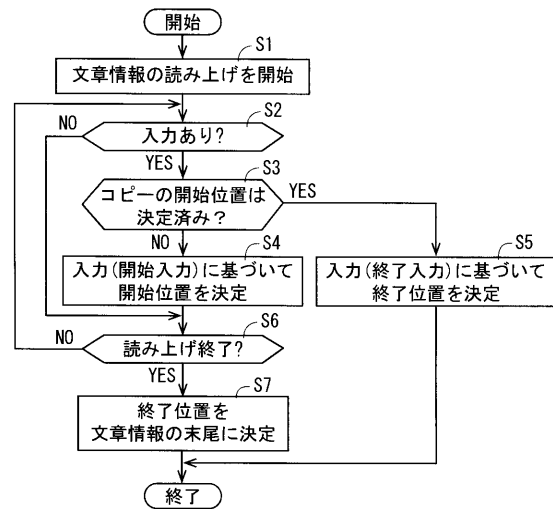 開始
S1
文章情報の読み上げを開始
S2
NO
入力あり?
YES
S3
コピーの開始位置は
決定済み？
YES
NO
S4
S5
入力(開始入力)に基づいて
開始位置を決定
入力(終了入力)に基づいて
終了位置を決定
S6
NO
読み上げ終了?
YES
S7
終了位置を
文章情報の末尾に決定
終了